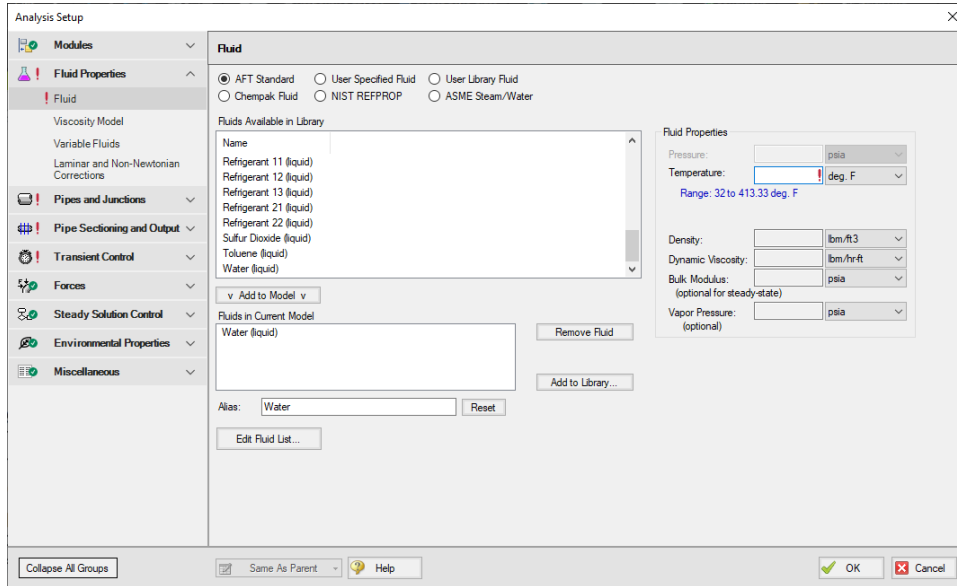 Analysis Setup
Modules
Fluid Properties
Fluid
Viscosity Model
Variable Fluids
Laminar and Non-Newtonian
Corrections
Pipes and Junctions
Pipe Sectioning and Output
Transient Control
Forces
Steady Solution Control
Environmental Properties
Miscellaneous
Collapse All Groups
Fluid
AFT Standard
User Specified Fluid
User Library Fluid
Chempak Fluid
NIST REFPROP
ASME Steam/Water
Fluids Available in Library
Name
Refrigerant 11 (liquid)
Refrigerant 12 (liquid)
Refrigerant 13 (liquid)
Refrigerant 21 (liquid)
Refrigerant 22 (liquid)
Sulfur Dioxide (liquid)
Toluene (liquid)
Water (liquid)
v Add to Model v
Fluids in Current Model
Water (liquid)
Remove Fluid
Add to Library...
Alias: Water Reset
Edit Fluid List...
Fluid Properties
Pressure: psia
Temperature: ! deg. F
Range: 32 to 413.33 deg. F
Density: lbm/ft3
Dynamic Viscosity: lbm/hr-ft
Bulk Modulus: psia
(optional for steady-state)
Vapor Pressure: psia
(optional)
Same As Parent
Help
OK
Cancel